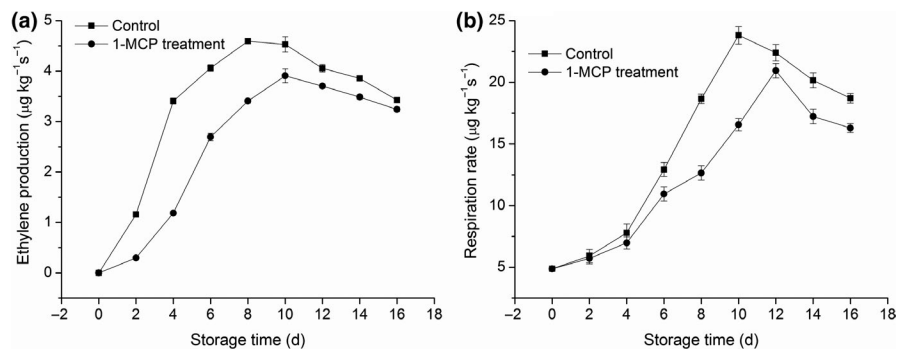 (a)
Control
1-MCP treatment
Ethylene production (µg kg⁻¹s⁻¹)
5
4
3
2
1
0
−2 0 2 4 6 8 10 12 14 16 18
Storage time (d)
(b)
Control
1-MCP treatment
Respiration rate (µg kg⁻¹s⁻¹)
25
20
15
10
5
−2 0 2 4 6 8 10 12 14 16 18
Storage time (d)